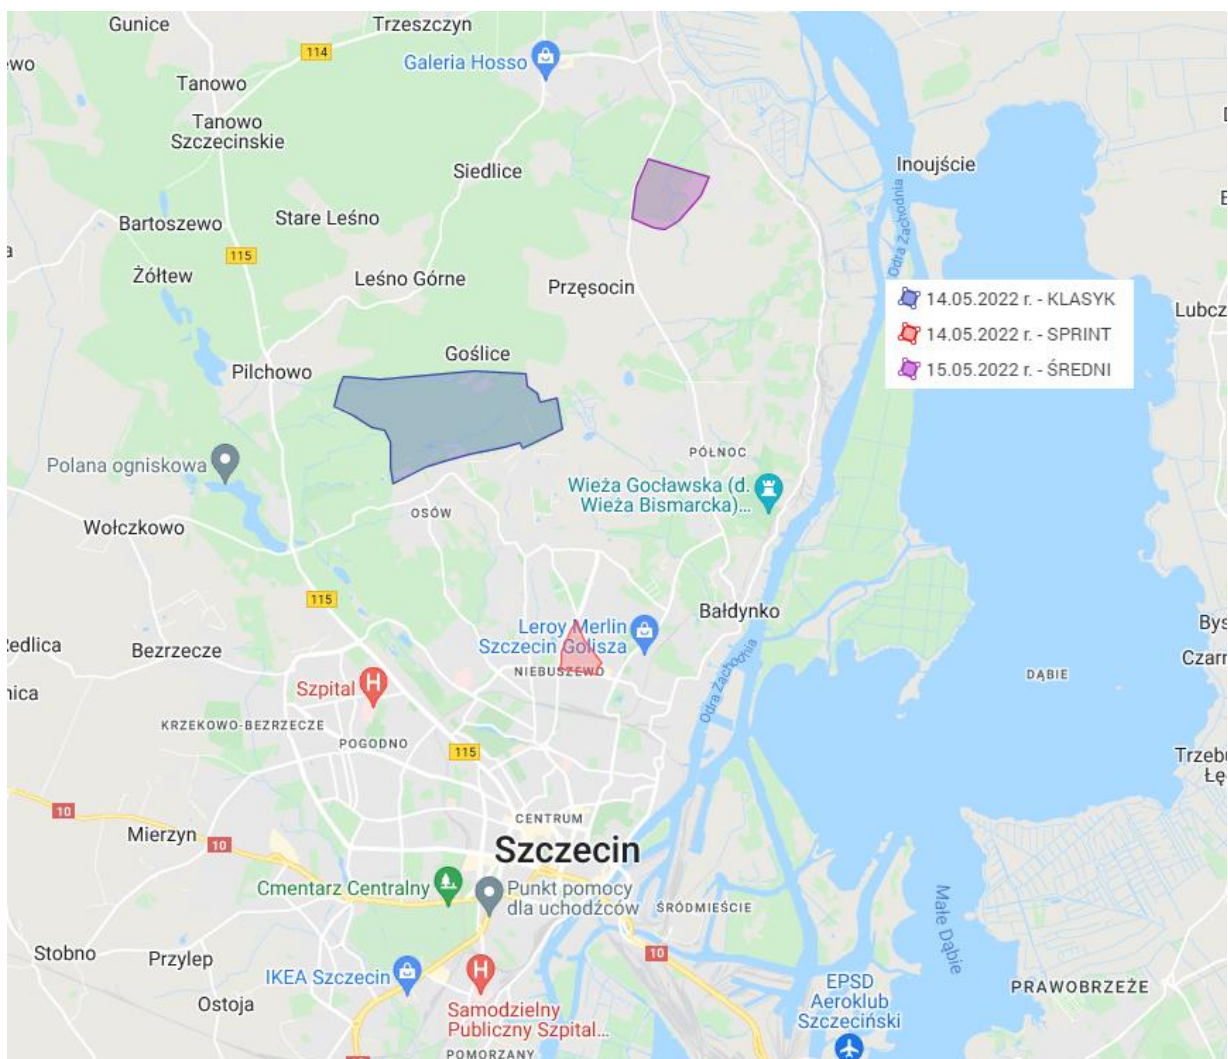 Gunice
Trzeszczyn
114
Galeria Hosso
Tanowo
Tanowo
Szczecinskie
Siedlice
Inoujście
Stare Leśno
Bartoszewo
115
Odra Zachodnia
Żółtew
Leśno Górne
Przęsocin
14.05.2022 r. - KLASYK
14.05.2022 r. - SPRINT
15.05.2022 r. - ŚREDNI
Lubcz
Goślice
Pilchowo
PÓŁNOC
Polana ogniskowa
Wieża Gocławska (d.
Wieża Bismarcka)...
OSÓW
Wołczkowo
115
Bałdynko
Leroy Merlin
Szczecin Golisza
Bys
Redlica
Bezrzecze
Czarn
NIEBUSZEWO
DĄBIE
Odra Zachodnia
Szpital
H
nica
KRZEKOWO-BEZRZECZE
POGODNO
115
Trzebu
Łę
10
CENTRUM
Mierzyn
10
Szczecin
Cmentarz Centralny
Punkt pomocy
dla uchodźców
ŚRÓDMIEŚCIE
Małe Dąbie
Stobno
Przylep
10
IKEA Szczecin
H
EPSD
Aeroklub
Szczeciński
PRAWOBRZEŻE
Ostoja
Samodzielny
Publiczny Szpital...
POMORZANY